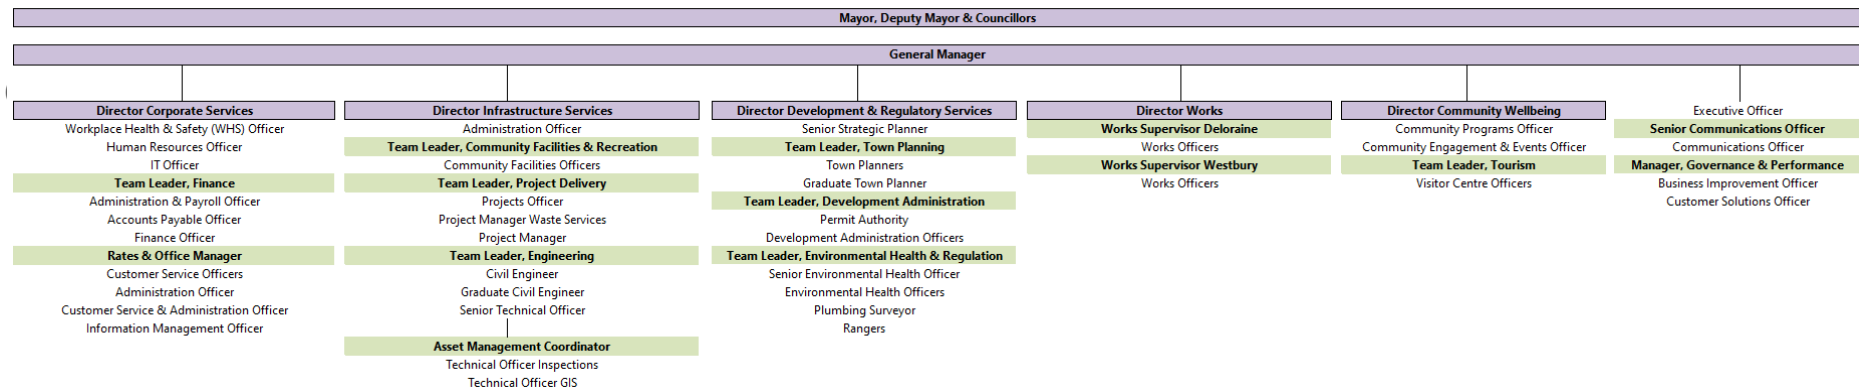 Mayor, Deputy Mayor & Councillors
General Manager
Director Corporate Services
Workplace Health & Safety (WHS) Officer
Human Resources Officer
IT Officer
Team Leader, Finance
Administration & Payroll Officer
Accounts Payable Officer
Finance Officer
Rates & Office Manager
Customer Service Officers
Administration Officer
Customer Service & Administration Officer
Information Management Officer
Director Infrastructure Services
Administration Officer
Team Leader, Community Facilities & Recreation
Community Facilities Officers
Team Leader, Project Delivery
Projects Officer
Project Manager Waste Services
Project Manager
Team Leader, Engineering
Civil Engineer
Graduate Civil Engineer
Senior Technical Officer
Asset Management Coordinator
Technical Officer Inspections
Technical Officer GIS
Director Development & Regulatory Services
Senior Strategic Planner
Team Leader, Town Planning
Town Planners
Graduate Town Planner
Team Leader, Development Administration
Permit Authority
Development Administration Officers
Team Leader, Environmental Health & Regulation
Senior Environmental Health Officer
Environmental Health Officers
Plumbing Surveyor
Rangers
Director Works
Works Supervisor Deloraine
Works Officers
Works Supervisor Westbury
Works Officers
Director Community Wellbeing
Community Programs Officer
Community Engagement & Events Officer
Team Leader, Tourism
Visitor Centre Officers
Executive Officer
Senior Communications Officer
Communications Officer
Manager, Governance & Performance
Business Improvement Officer
Customer Solutions Officer